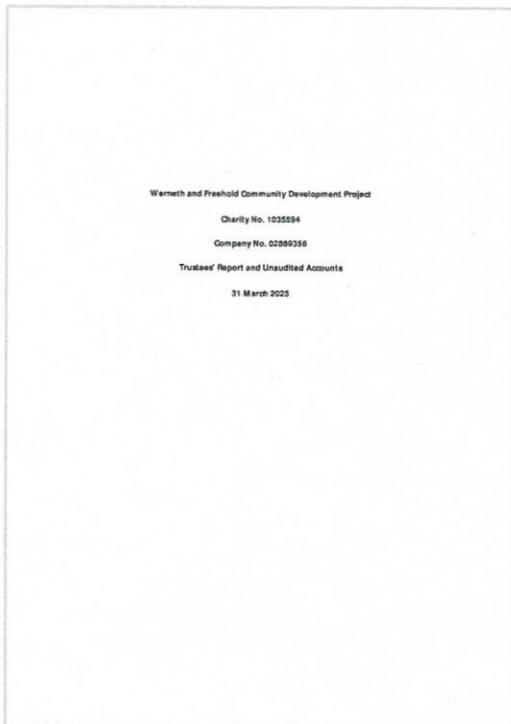 Werneth and Freehold Community Development Project
Charity No. 1035594
Company No. 02889356
Trustees' Report and Unaudited Accounts
31 March 2025